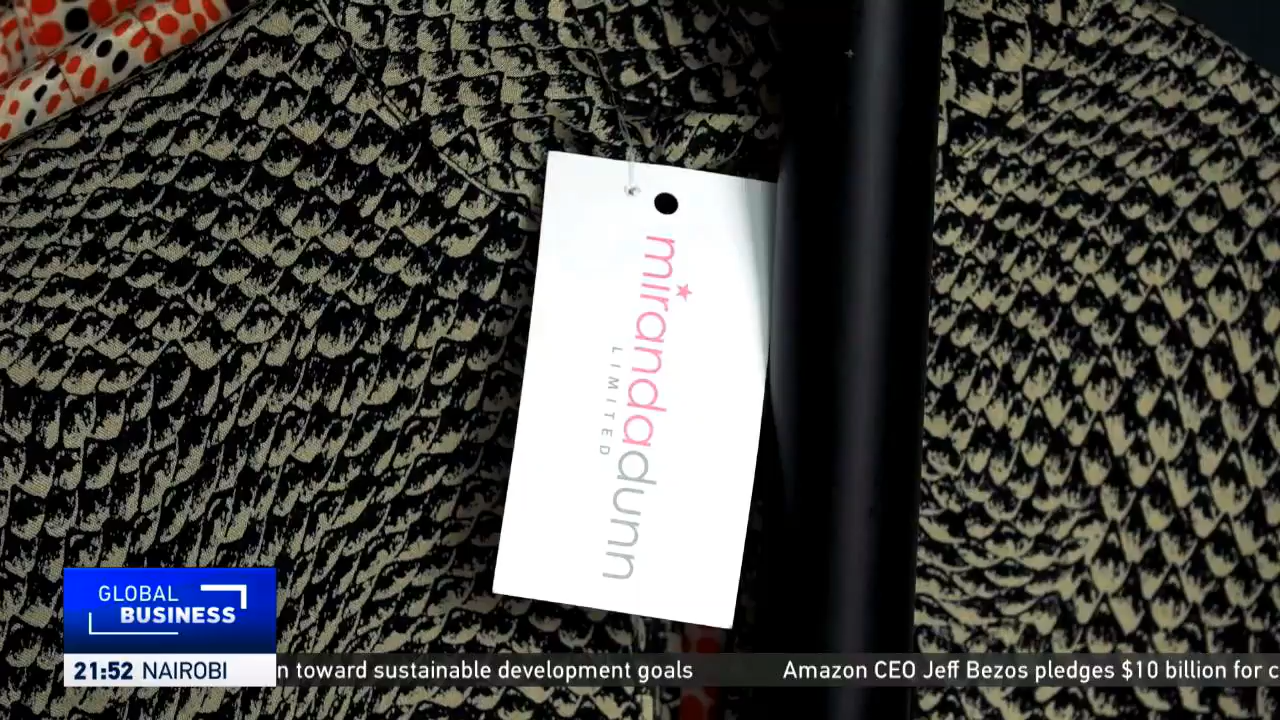 mirandadunn
LIMITED
GLOBAL
BUSINESS
21:52 NAIROBI
toward sustainable development goals
Amazon CEO Jeff Bezos pledges $10 billion for